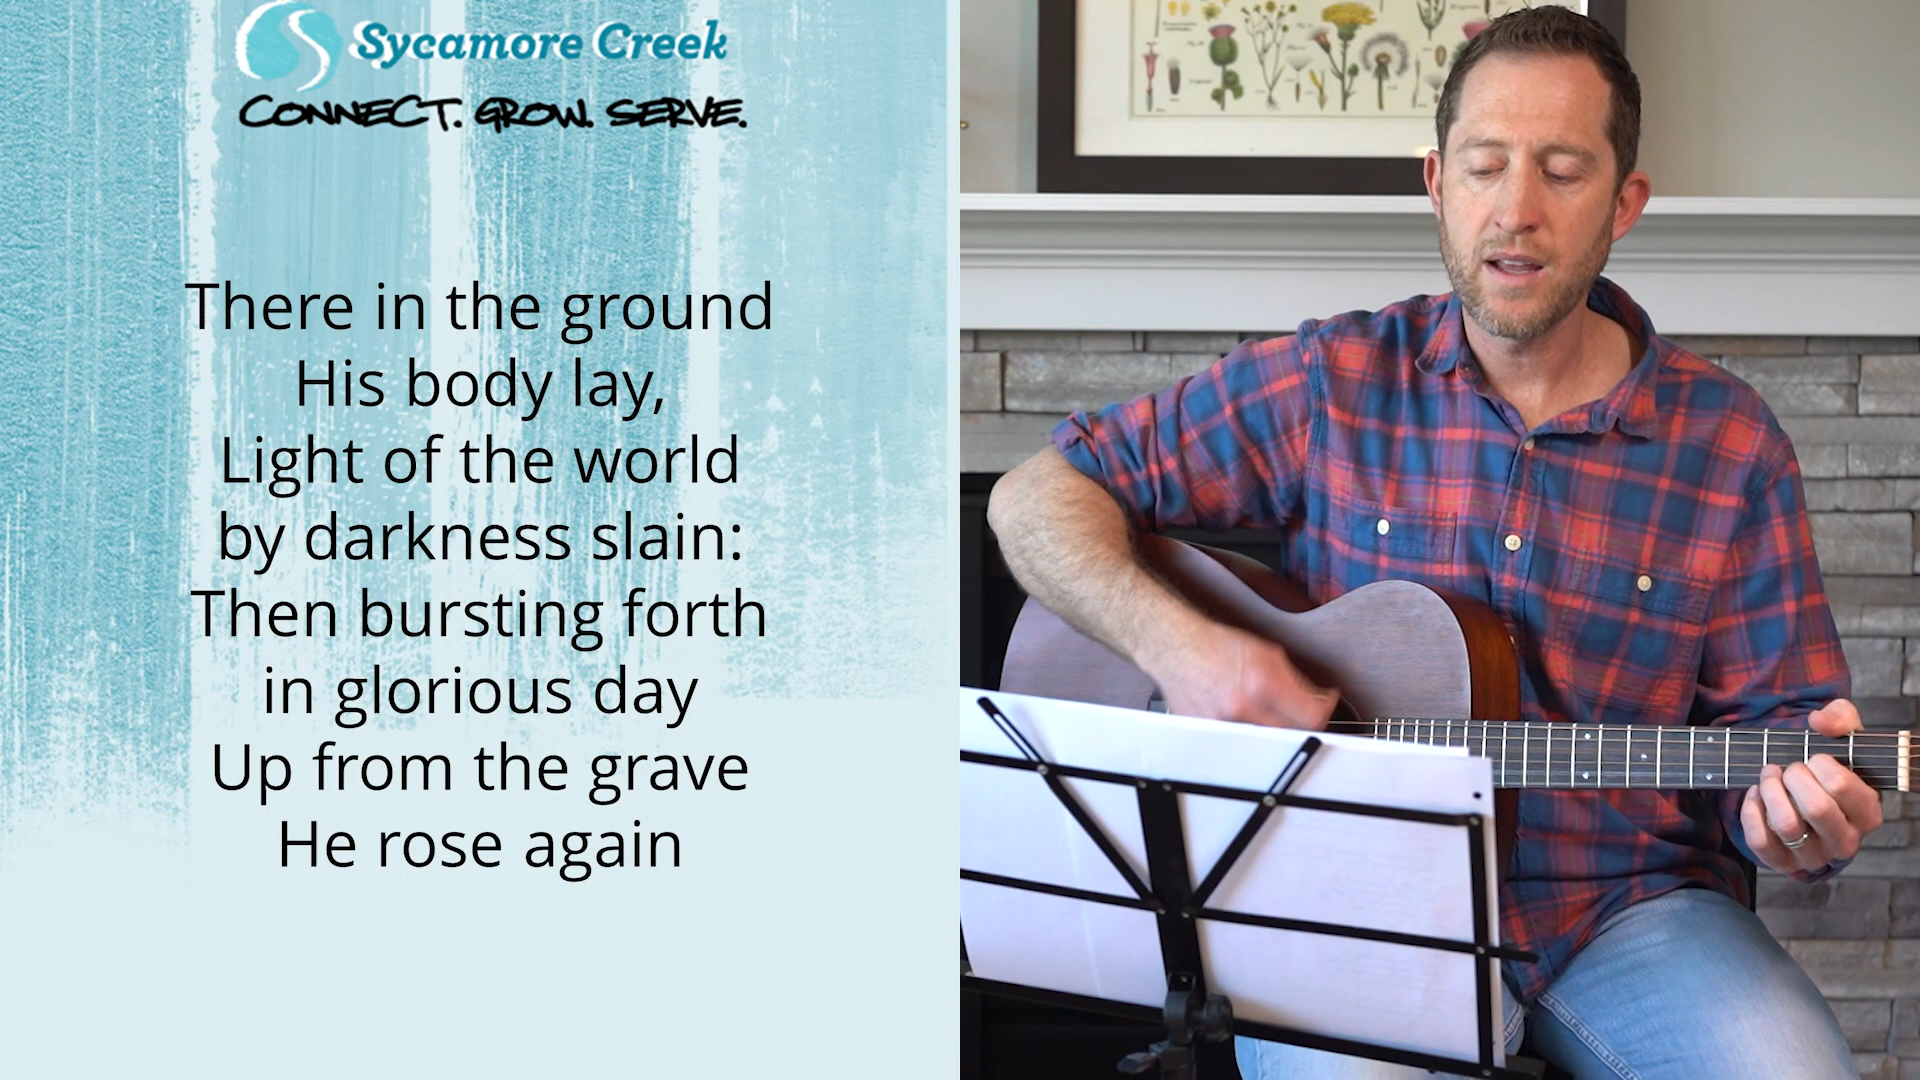 Sycamore Creek
CONNECT. GROW. SERVE.
There in the ground
His body lay,
Light of the world
by darkness slain:
Then bursting forth
in glorious day
Up from the grave
He rose again